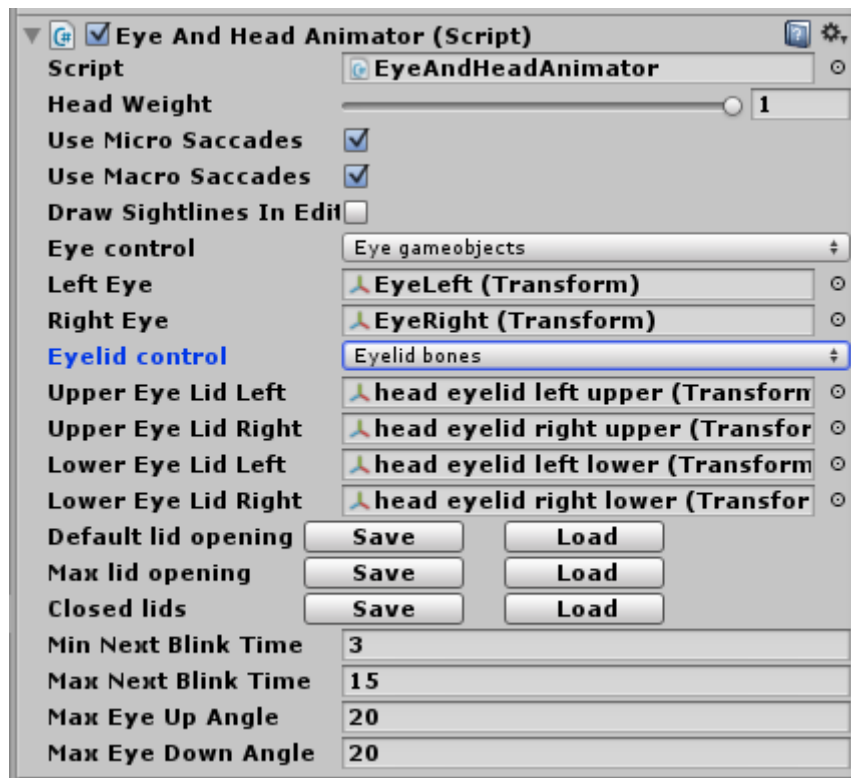 Eye And Head Animator (Script)
Script EyeAndHeadAnimator
Head Weight 1
Use Micro Saccades
Use Macro Saccades
Draw Sightlines In Edit
Eye control Eye gameobjects
Left Eye EyeLeft (Transform)
Right Eye EyeRight (Transform)
Eyelid control Eyelid bones
Upper Eye Lid Left head eyelid left upper (Transform
Upper Eye Lid Right head eyelid right upper (Transfor
Lower Eye Lid Left head eyelid left lower (Transform
Lower Eye Lid Right head eyelid right lower (Transfor
Default lid opening Save Load
Max lid opening Save Load
Closed lids Save Load
Min Next Blink Time 3
Max Next Blink Time 15
Max Eye Up Angle 20
Max Eye Down Angle 20